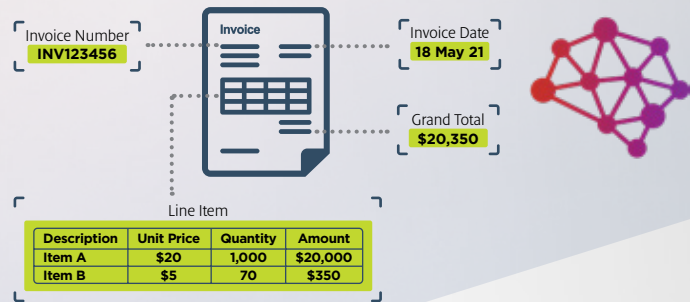 Invoice Number
INV123456
Invoice
Invoice Date
18 May 21
Grand Total
$20,350
Line Item
Description Unit Price Quantity Amount
Item A $20 1,000 $20,000
Item B $5 70 $350